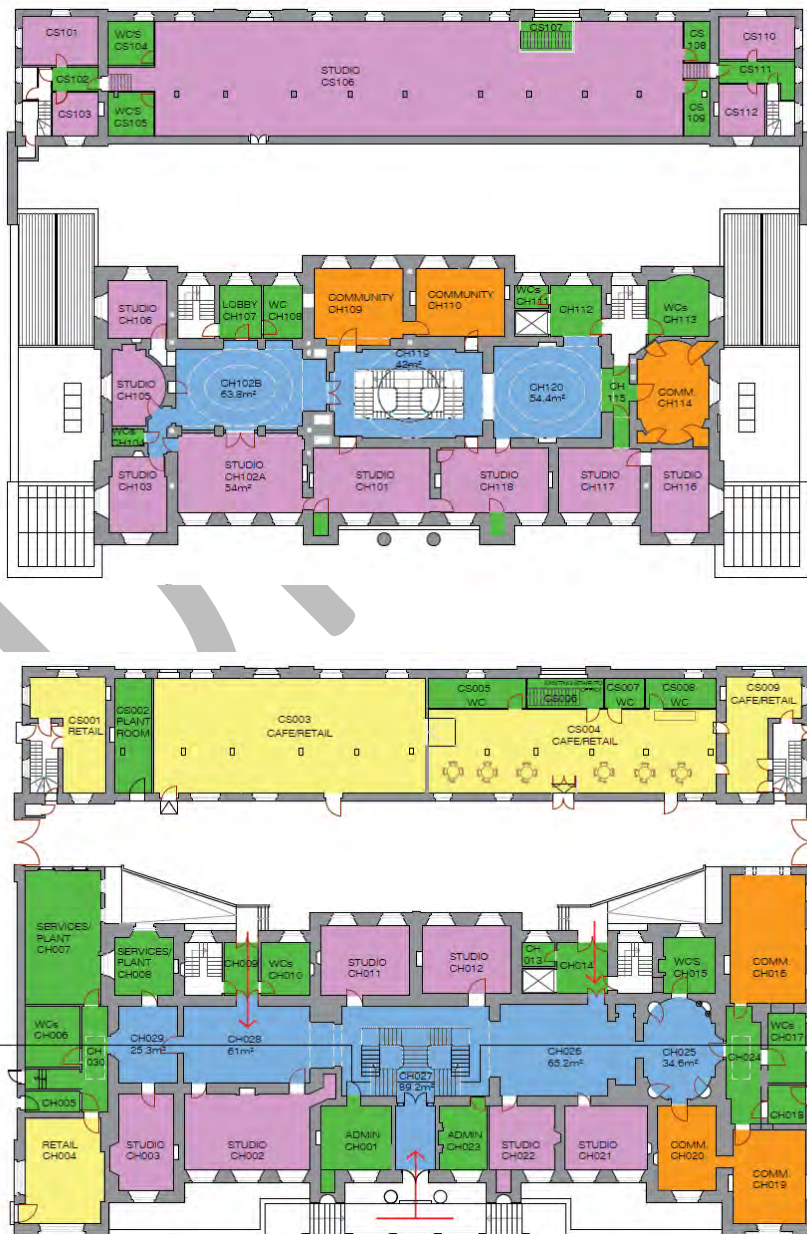 CS101
WC'S
CS104
CS107
CS
108
CS110
CS102
STUDIO
CS106
CS111
CS103
WC'S
CS105
CS
109
CS112
STUDIO
CH106
LOBBY
CH107
WC
CH108
COMMUNITY
CH109
COMMUNITY
CH110
WCs
CH111
CH112
WCs
CH113
STUDIO
CH105
CH102B
63.8m²
CH119
42m²
CH120
54.4m²
CH
115
COMM.
CH114
WCs
CH104
STUDIO
CH103
STUDIO
CH102A
54m²
STUDIO
CH101
STUDIO
CH118
STUDIO
CH117
STUDIO
CH116
CS001
RETAIL
CS002
PLANT
ROOM
CS003
CAFE/RETAIL
CS005
WC
CS006
CS007
WC
CS008
WC
CS004
CAFE/RETAIL
CS009
CAFE/RETAIL
SERVICES/
PLANT
CH007
SERVICES/
PLANT
CH008
CH009
WCs
CH010
STUDIO
CH011
STUDIO
CH012
CH
013
CH014
WC'S
CH015
COMM.
CH016
WCs
CH006
CH
030
CH029
25.3m²
CH028
61m²
CH027
89.2m²
CH026
65.2m²
CH025
34.6m²
CH024
WCs
CH017
CH005
CH018
RETAIL
CH004
STUDIO
CH003
STUDIO
CH002
ADMIN
CH001
ADMIN
CH023
STUDIO
CH022
STUDIO
CH021
COMM.
CH020
COMM.
CH019